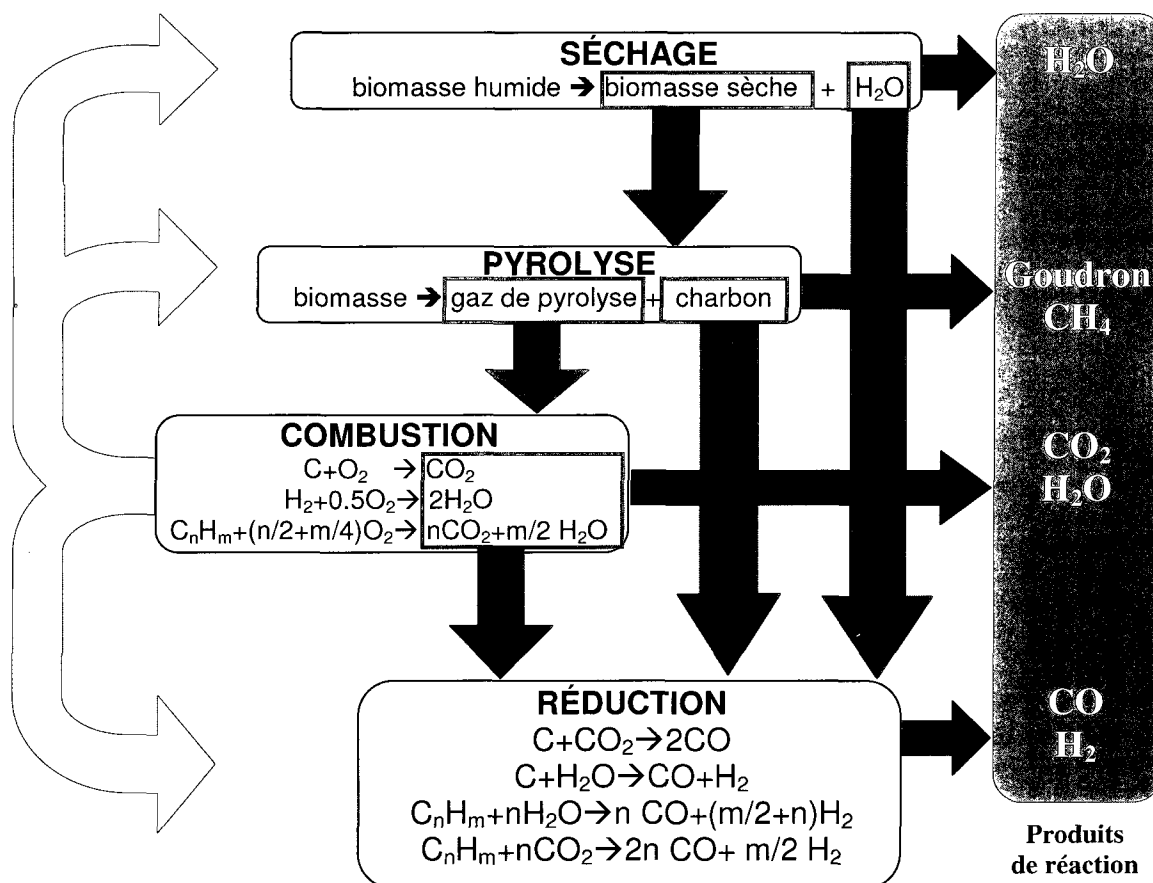 SÉCHAGE
biomasse humide → biomasse sèche + H₂O
PYROLYSE
biomasse → gaz de pyrolyse + charbon
COMBUSTION
C+O₂ → CO₂
H₂+0.5O₂→ 2H₂O
CₙHₘ+(n/2+m/4)O₂→ nCO₂+m/2 H₂O
RÉDUCTION
C+CO₂→2CO
C+H₂O→CO+H₂
CₙHₘ+nH₂O→n CO+(m/2+n)H₂
CₙHₘ+nCO₂→2n CO+ m/2 H₂
H₂O
Goudron
CH₄
CO₂
H₂O
CO
H₂
Produits
de réaction